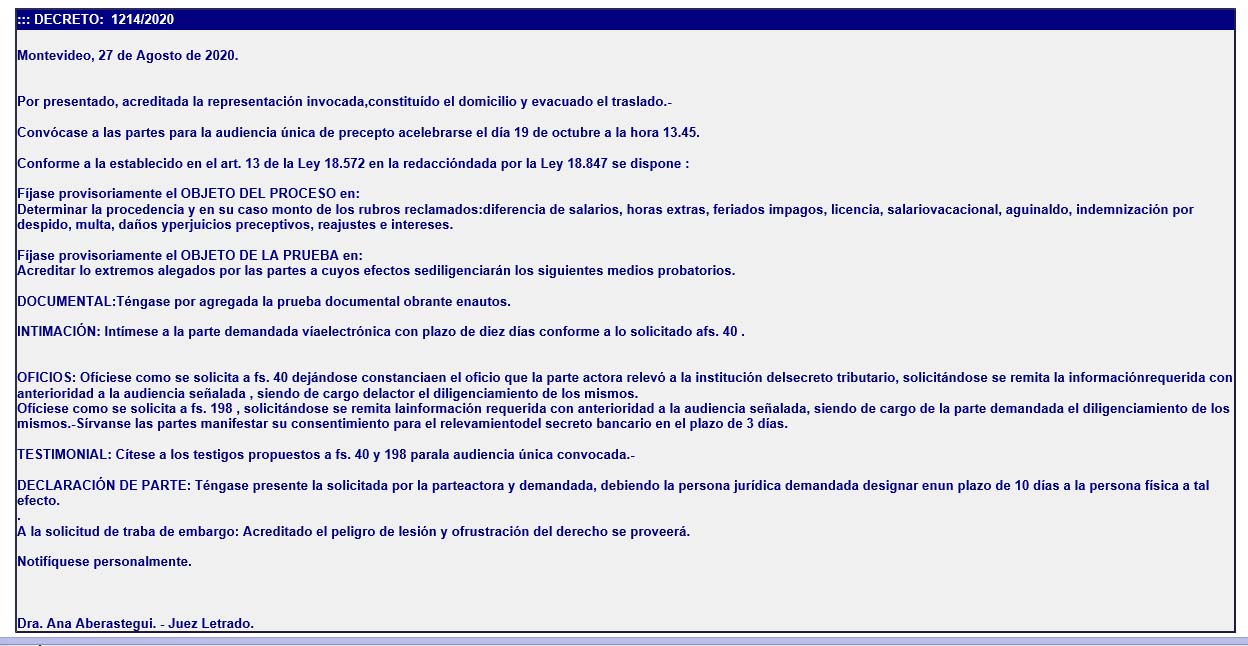 ::: DECRETO:  1214/2020
Montevideo, 27 de Agosto de 2020.
Por presentado, acreditada la representación invocada,constituído el domicilio y evacuado el traslado.-
Convócase a las partes para la audiencia única de precepto acelebrarse el día 19 de octubre a la hora 13.45.
Conforme a la establecido en el art. 13 de la Ley 18.572 en la redaccióndada por la Ley 18.847 se dispone :
Fíjase provisoriamente el OBJETO DEL PROCESO en:
Determinar la procedencia y en su caso monto de los rubros reclamados:diferencia de salarios, horas extras, feriados impagos, licencia, salariovacacional, aguinaldo, indemnización por
despido, multa, daños yperjuicios preceptivos, reajustes e intereses.
Fíjase provisoriamente el OBJETO DE LA PRUEBA en:
Acreditar lo extremos alegados por las partes a cuyos efectos sediligenciarán los siguientes medios probatorios.
DOCUMENTAL:Téngase por agregada la prueba documental obrante enautos.
INTIMACIÓN: Intímese a la parte demandada víaelectrónica con plazo de diez días conforme a lo solicitado afs. 40 .
OFICIOS: Ofíciese como se solicita a fs. 40 dejándose constanciaen el oficio que la parte actora relevó a la institución delsecreto tributario, solicitándose se remita la informaciónrequerida con
anterioridad a la audiencia señalada , siendo de cargo delactor el diligenciamiento de los mismos.
Ofíciese como se solicita a fs. 198 , solicitándose se remita lainformación requerida con anterioridad a la audiencia señalada, siendo de cargo de la parte demandada el diligenciamiento de los
mismos.-Sírvanse las partes manifestar su consentimiento para el relevamientodel secreto bancario en el plazo de 3 días.
TESTIMONIAL: Cítese a los testigos propuestos a fs. 40 y 198 parala audiencia única convocada.-
DECLARACIÓN DE PARTE: Téngase presente la solicitada por la parteactora y demandada, debiendo la persona jurídica demandada designar enun plazo de 10 días a la persona física a tal
efecto.
.
A la solicitud de traba de embargo: Acreditado el peligro de lesión y ofrustración del derecho se proveerá.
Notifíquese personalmente.
Dra. Ana Aberastegui. - Juez Letrado.